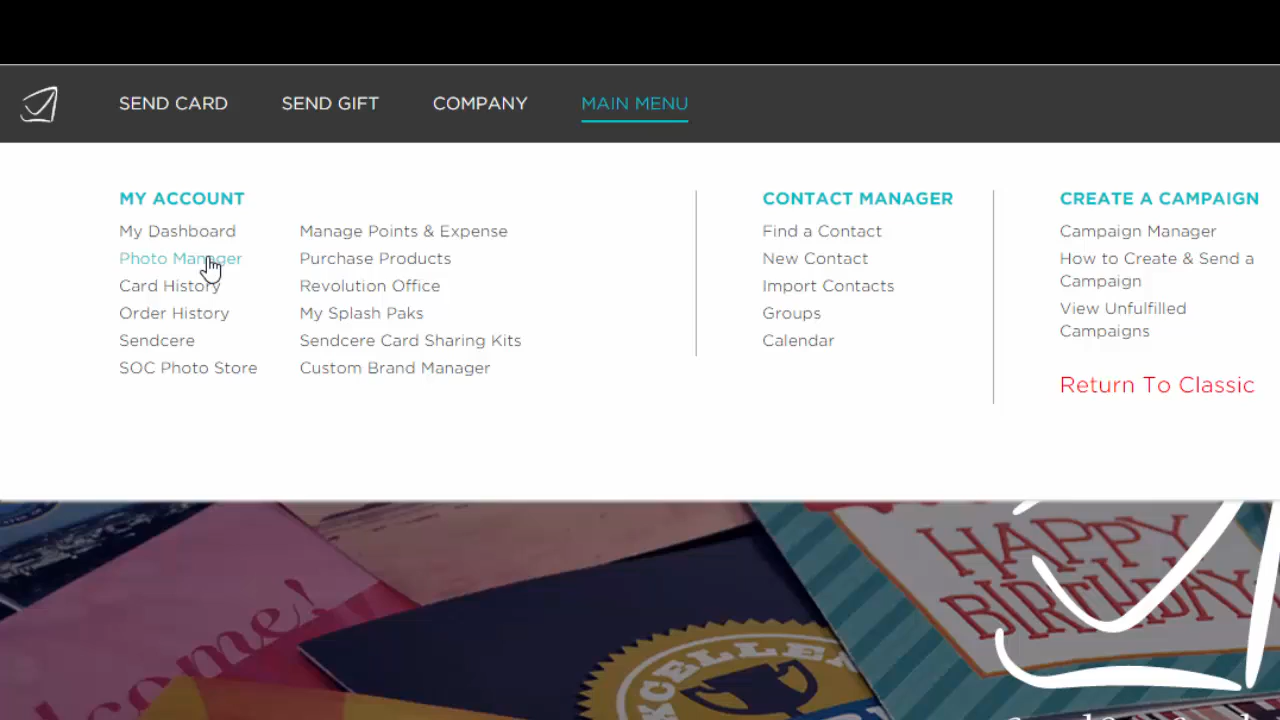 SEND CARD
SEND GIFT
COMPANY
MAIN MENU
MY ACCOUNT
My Dashboard
Photo Manager
Card History
Order History
Sendcere
SOC Photo Store
Manage Points & Expense
Purchase Products
Revolution Office
My Splash Paks
Sendcere Card Sharing Kits
Custom Brand Manager
CONTACT MANAGER
Find a Contact
New Contact
Import Contacts
Groups
Calendar
CREATE A CAMPAIGN
Campaign Manager
How to Create & Send a
Campaign
View Unfulfilled
Campaigns
Return To Classic
HAPPY
BIRTHDAY